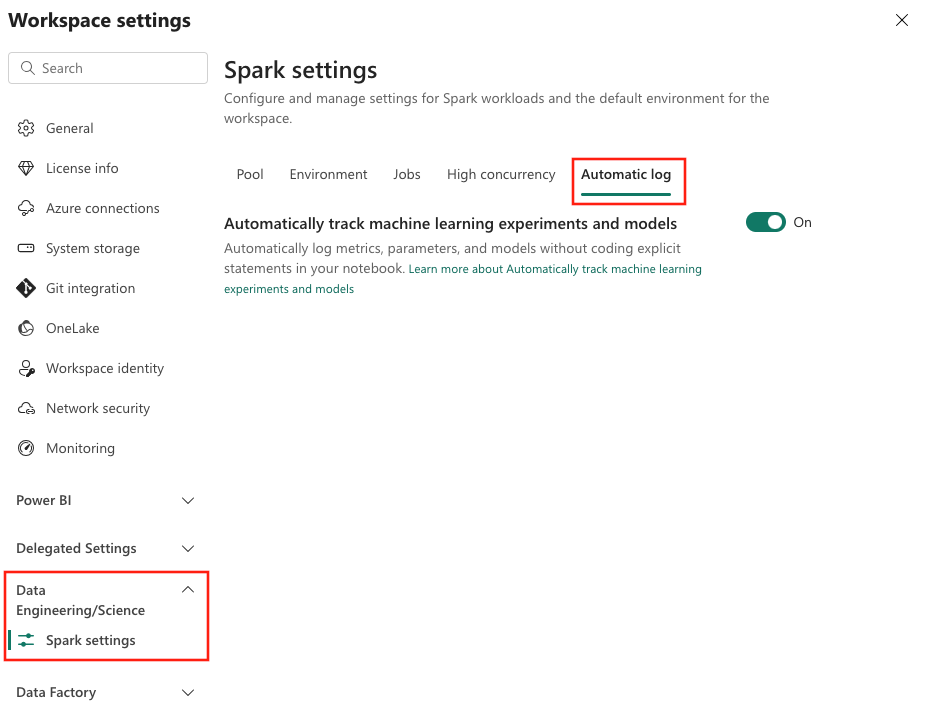 Workspace settings
Search
General
License info
Azure connections
System storage
Git integration
OneLake
Workspace identity
Network security
Monitoring
Power BI
Delegated Settings
Data
Engineering/Science
Spark settings
Data Factory
Spark settings
Configure and manage settings for Spark workloads and the default environment for the
workspace.
Pool Environment Jobs High concurrency Automatic log
Automatically track machine learning experiments and models
On
Automatically log metrics, parameters, and models without coding explicit
statements in your notebook. Learn more about Automatically track machine learning
experiments and models